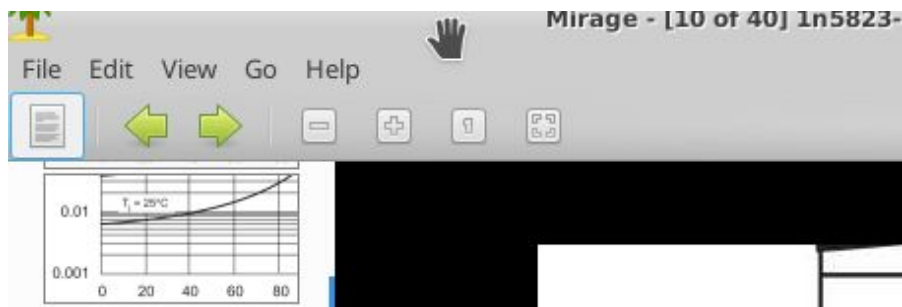 Mirage - [10 of 40] 1n5823-
File Edit View Go Help
T_j = 25°C
0.01
0.001
0 20 40 60 80